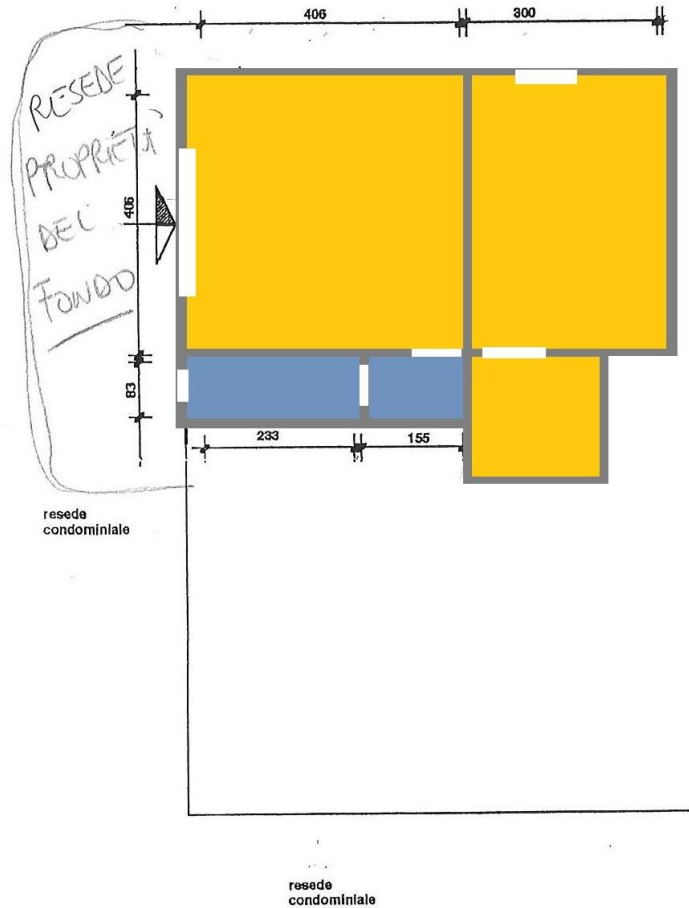 406
300
RESEDE
PROPRIETÀ
DEL
FONDO
406
83
233
155
resede
condominiale
resede
condominiale